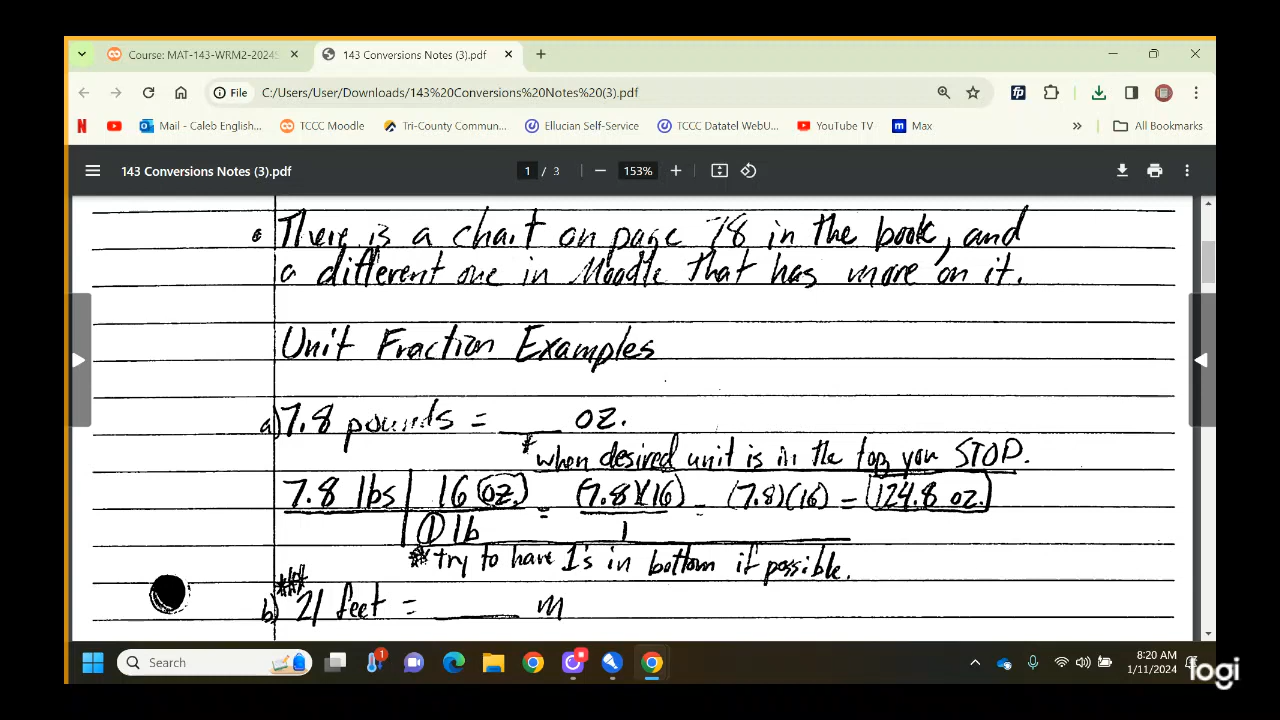 Course: MAT-143-WRM2-2024S
143 Conversions Notes (3).pdf
File C:/Users/User/Downloads/143%20Conversions%20Notes%20(3).pdf
Mail - Caleb English...
TCCC Moodle
Tri-County Commun...
Ellucian Self-Service
TCCC Datatel WebU...
YouTube TV
Max
All Bookmarks
143 Conversions Notes (3).pdf
1 / 3
153%
There is a chart on page 78 in the book, and
a different one in Moodle that has more on it.
Unit Fraction Examples
a) 7.8 pounds = ___ oz.
* when desired unit is in the top, you STOP.
7.8 lbs | 16 oz. = (7.8)(16) = (7.8)(16) = 124.8 oz.
1 lb 1
** try to have 1's in bottom if possible.
***
b) 21 feet = ___ m
Search
1
8:20 AM
1/11/2024
logi